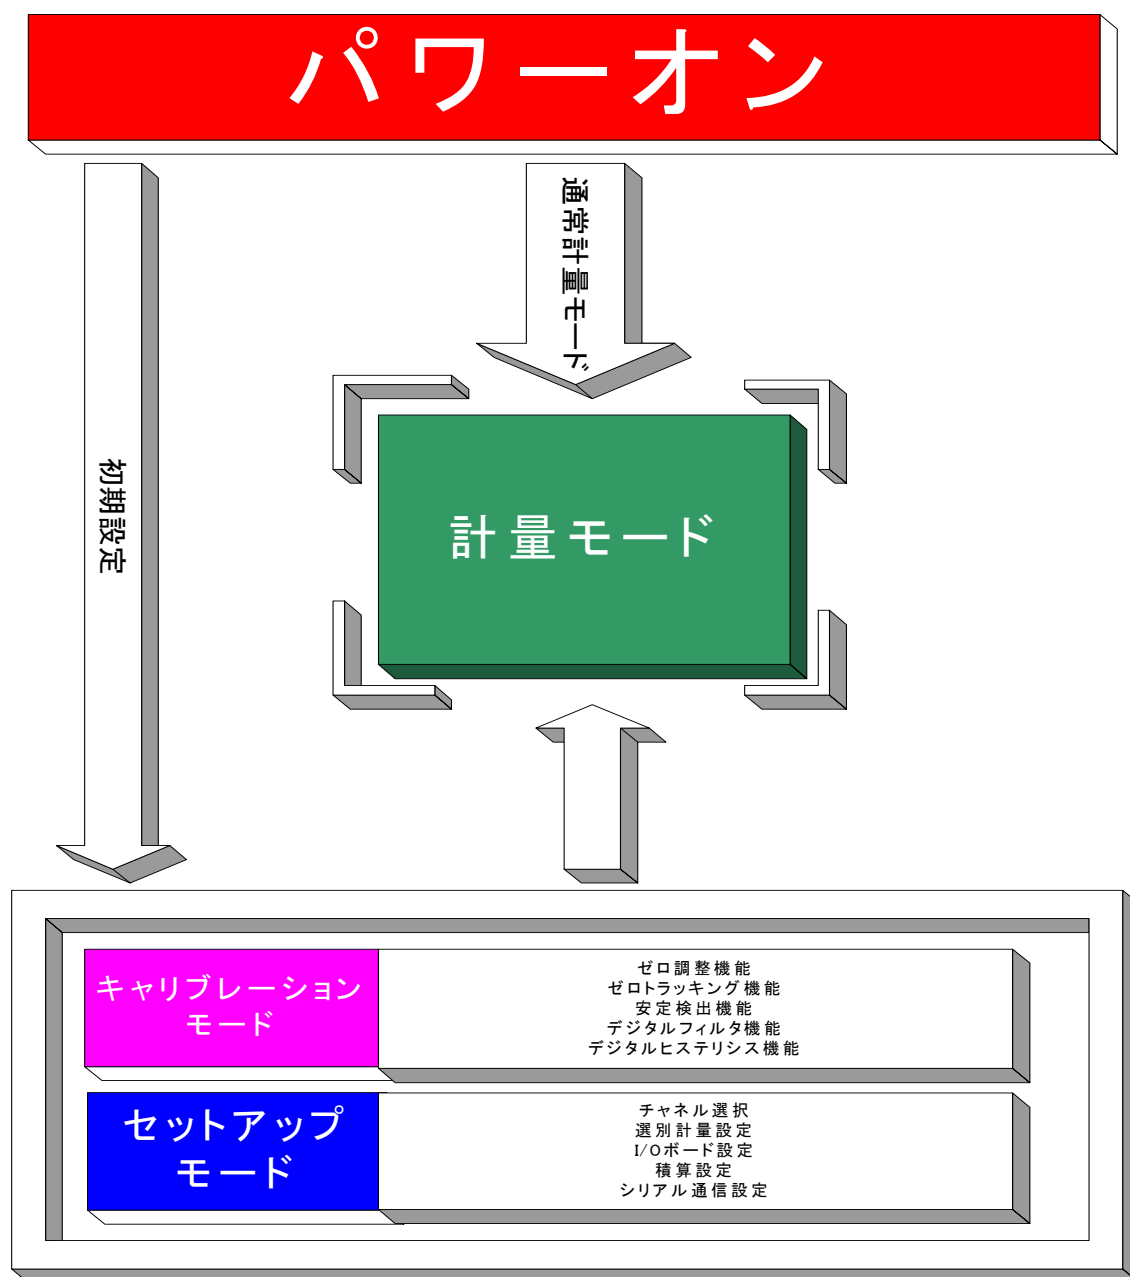 パワーオン
通常計量モード
初期設定
計量モード
キャリブレーション
モード
ゼロ調整機能
ゼロトラッキング機能
安定検出機能
デジタルフィルタ機能
デジタルヒステリシス機能
セットアップ
モード
チャネル選択
選別計量設定
I/Oボード設定
積算設定
シリアル通信設定